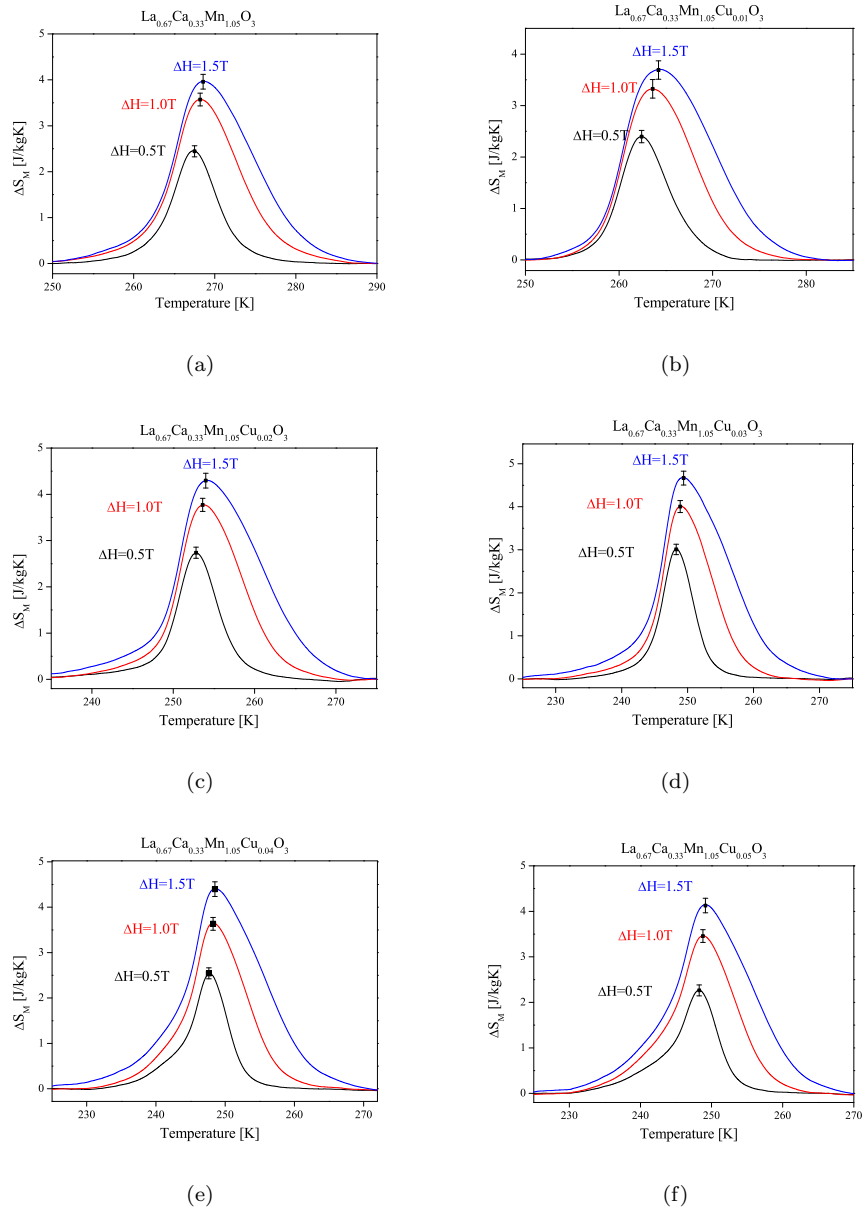 La0.67Ca0.33Mn1.05O3
ΔH=1.5T
ΔH=1.0T
ΔH=0.5T
ΔS_M [J/kgK]
5
4
3
2
1
0
250 260 270 280 290
Temperature [K]
(a)
La0.67Ca0.33Mn1.05Cu0.01O3
ΔH=1.5T
ΔH=1.0T
ΔH=0.5T
ΔS_M [J/kgK]
4
3
2
1
0
250 260 270 280
Temperature [K]
(b)
La0.67Ca0.33Mn1.05Cu0.02O3
ΔH=1.5T
ΔH=1.0T
ΔH=0.5T
ΔS_M [J/kgK]
5
4
3
2
1
0
240 250 260 270
Temperature [K]
(c)
La0.67Ca0.33Mn1.05Cu0.03O3
ΔH=1.5T
ΔH=1.0T
ΔH=0.5T
ΔS_M [J/kgK]
5
4
3
2
1
0
230 240 250 260 270
Temperature [K]
(d)
La0.67Ca0.33Mn1.05Cu0.04O3
ΔH=1.5T
ΔH=1.0T
ΔH=0.5T
ΔS_M [J/kgK]
5
4
3
2
1
0
230 240 250 260 270
Temperature [K]
(e)
La0.67Ca0.33Mn1.05Cu0.05O3
ΔH=1.5T
ΔH=1.0T
ΔH=0.5T
ΔS_M [J/kgK]
5
4
3
2
1
0
230 240 250 260 270
Temperature [K]
(f)